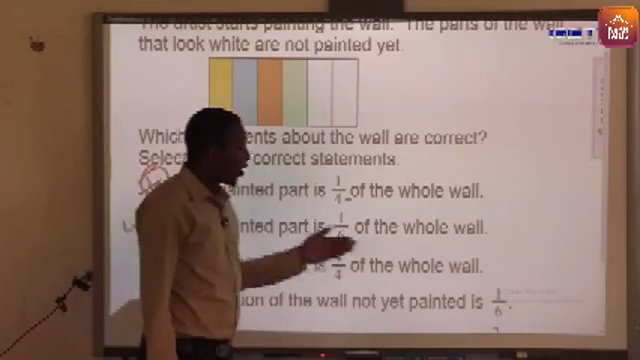 The artist starts painting the wall. The parts of the wall
that look white are not painted yet.
Which ents about the wall are correct?
Selec correct statements.
ainted part is 1/4 of the whole wall.
nted part is 1/6 of the whole wall.
is /4 of the whole wall.
ion of the wall not yet painted is 1/6.